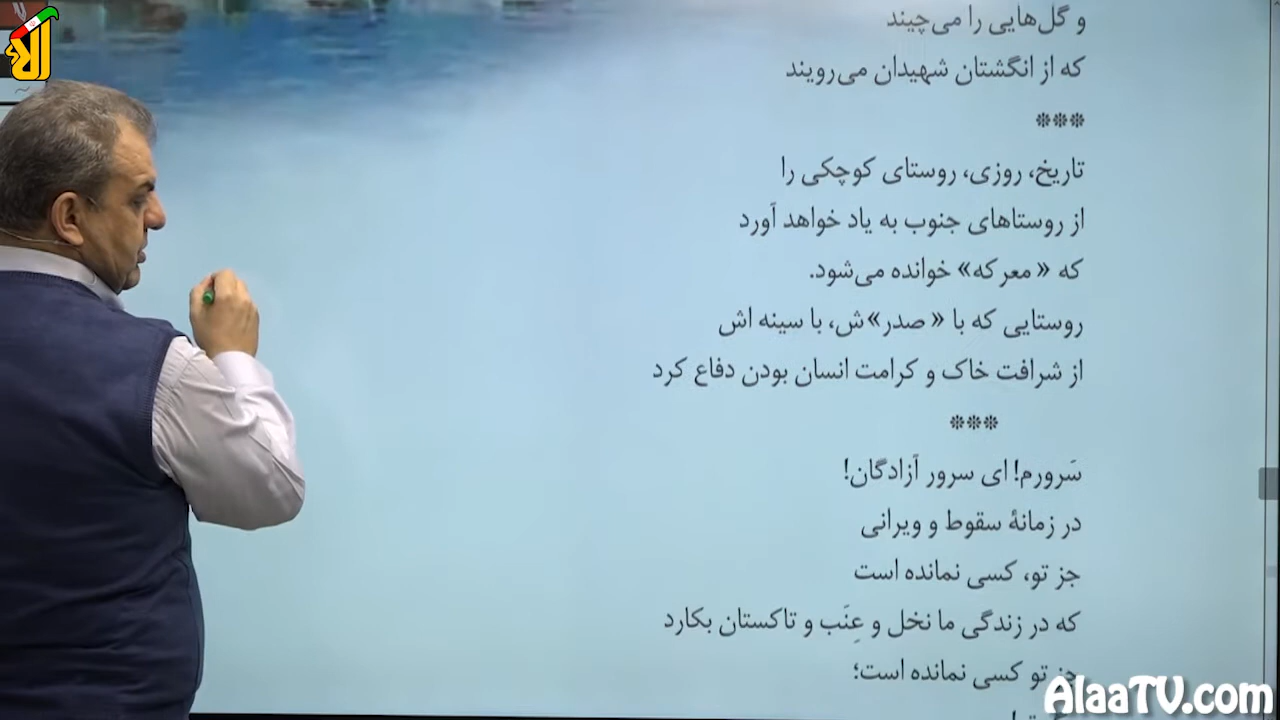 و گل‌هایی را می‌چیند
که از انگشتان شهیدان می‌رویند
***
تاریخ، روزی، روستای کوچکی را
از روستاهای جنوب به یاد خواهد آورد
که «معرکه» خوانده می‌شود.
روستایی که با «صدر»ش، با سینه اش
از شرافت خاک و کرامت انسان بودن دفاع کرد
***
سَرورم! ای سرور آزادگان!
در زمانهٔ سقوط و ویرانی
جز تو، کسی نمانده است
که در زندگی ما نخل و عِنَب و تاکستان بکارد
جز تو کسی نمانده است؛
AlaaTV.com
آلا